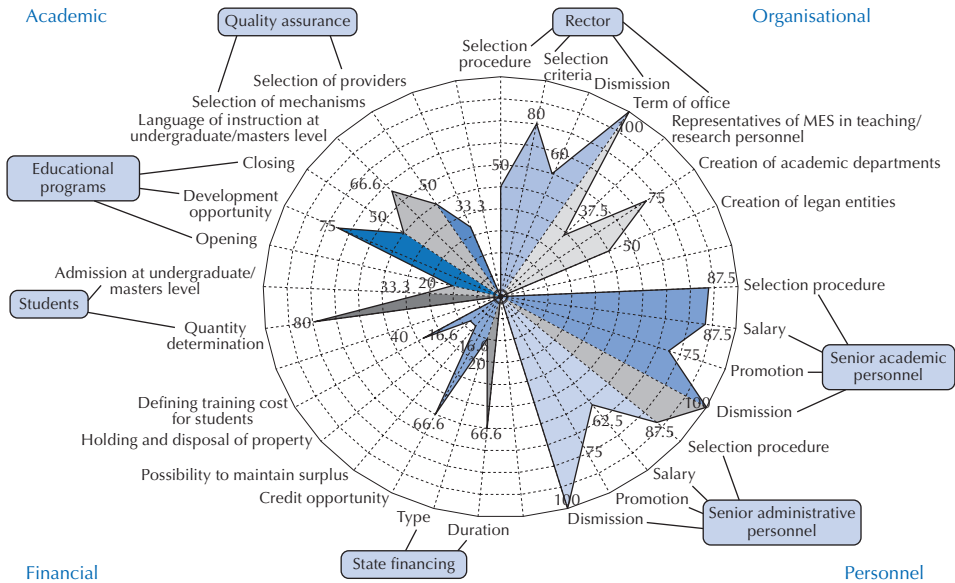 Academic
Quality assurance
Rector
Organisational
Selection
procedure
Selection
criteria
Dismission
Term of office
Representatives of MES in teaching/
research personnel
Creation of academic departments
Creation of legan entities
Selection of providers
Selection of mechanisms
Language of instruction at
undergraduate/masters level
Closing
Educational
programs
Development
opportunity
Opening
Admission at undergraduate/
masters level
Students
Quantity
determination
80
100
60
50
37.5
75
50
66.6
50
33.3
50
75
33.3
20
80
40
16.6
20
66.6
66.6
87.5
87.5
75
100
87.5
62.5
75
100
Selection procedure
Salary
Promotion
Dismission
Senior academic
personnel
Selection procedure
Salary
Promotion
Dismission
Senior administrative
personnel
Defining training cost
for students
Holding and disposal of property
Possibility to maintain surplus
Credit opportunity
Type
Duration
State financing
Financial
Personnel